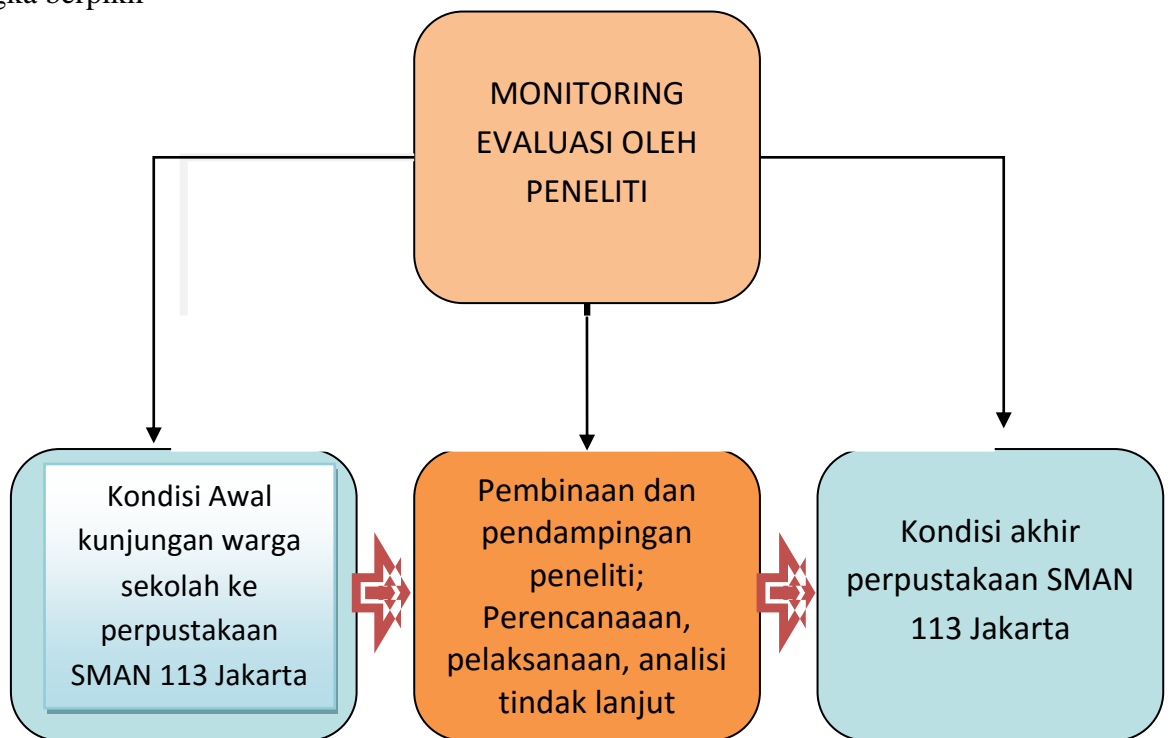 MONITORING
EVALUASI OLEH
PENELITI
Kondisi Awal
kunjungan warga
sekolah ke
perpustakaan
SMAN 113 Jakarta
Pembinaan dan
pendampingan
peneliti;
Perencanaaan,
pelaksanaan, analisi
tindak lanjut
Kondisi akhir
perpustakaan SMAN
113 Jakarta